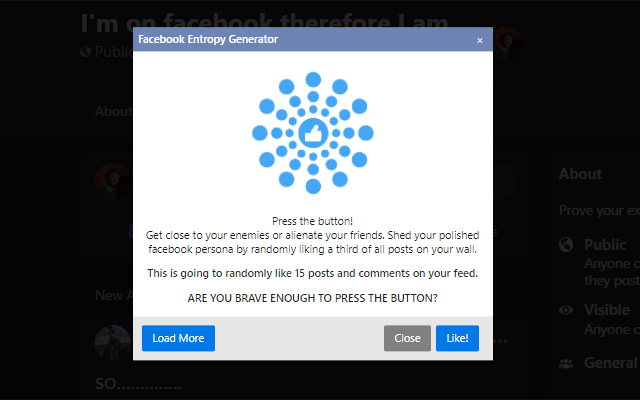 I'm on facebook therefore I am
Public
About
Facebook Entropy Generator
×
Press the button!
Get close to your enemies or alienate your friends. Shed your polished
facebook persona by randomly liking a third of all posts on your wall.
This is going to randomly like 15 posts and comments on your feed.
ARE YOU BRAVE ENOUGH TO PRESS THE BUTTON?
Load More
Close
Like!
New A
SO..............
About
Prove your ex
Public
Anyone c
they post
Visible
Anyone c
General